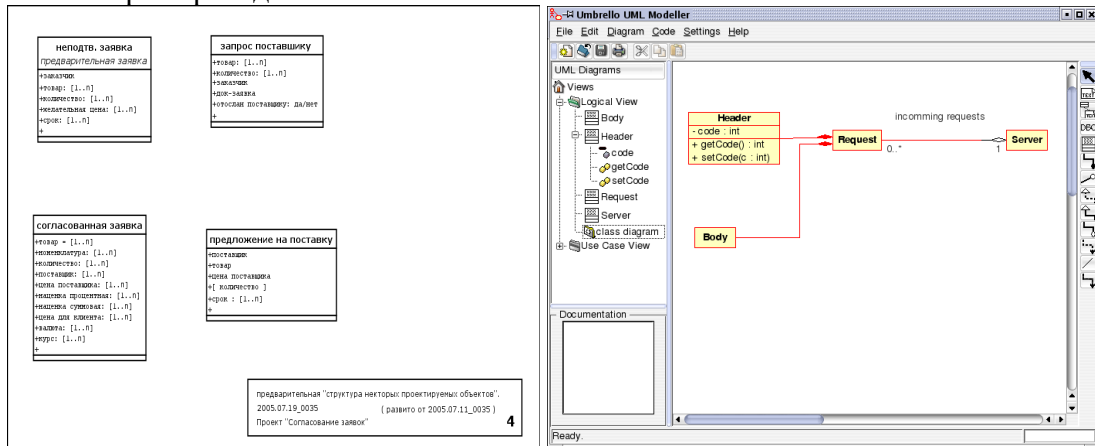 неподтв. заявка
предварительная заявка
+заказчик
+товар: [1..n]
+количество: [1..n]
+желательная цена: [1..n]
+срок: [1..n]
+
запрос поставшику
+товар: [1..n]
+количество: [1..n]
+заказчик
+док-заявка
+отослан поставщику: да/нет
+
согласованная заявка
+товар = [1..n]
+номенклатура: [1..n]
+количество: [1..n]
+поставщик: [1..n]
+цена поставщика: [1..n]
+наценка процентная: [1..n]
+наценка суммовая: [1..n]
+цена для клиента: [1..n]
+валюта: [1..n]
+курс: [1..n]
+
предложение на поставку
+поставщик
+товар
+цена поставщика
+[ количество ]
+срок : [1..n]
+
предварительная "структура некторых проектируемых объектов".
2005.07.19_0035 ( развито от 2005.07.11_0035 )
Проект "Согласование заявок" 4
Umbrello UML Modeller
File Edit Diagram Code Settings Help
UML Diagrams
Views
Logical View
Body
Header
code
getCode
setCode
Request
Server
class diagram
Use Case View
Documentation
Header
- code : int
+ getCode() : int
+ setCode(c : int)
incomming requests
Request
0..*
1
Server
Body
TEXT
DBC
Ready.